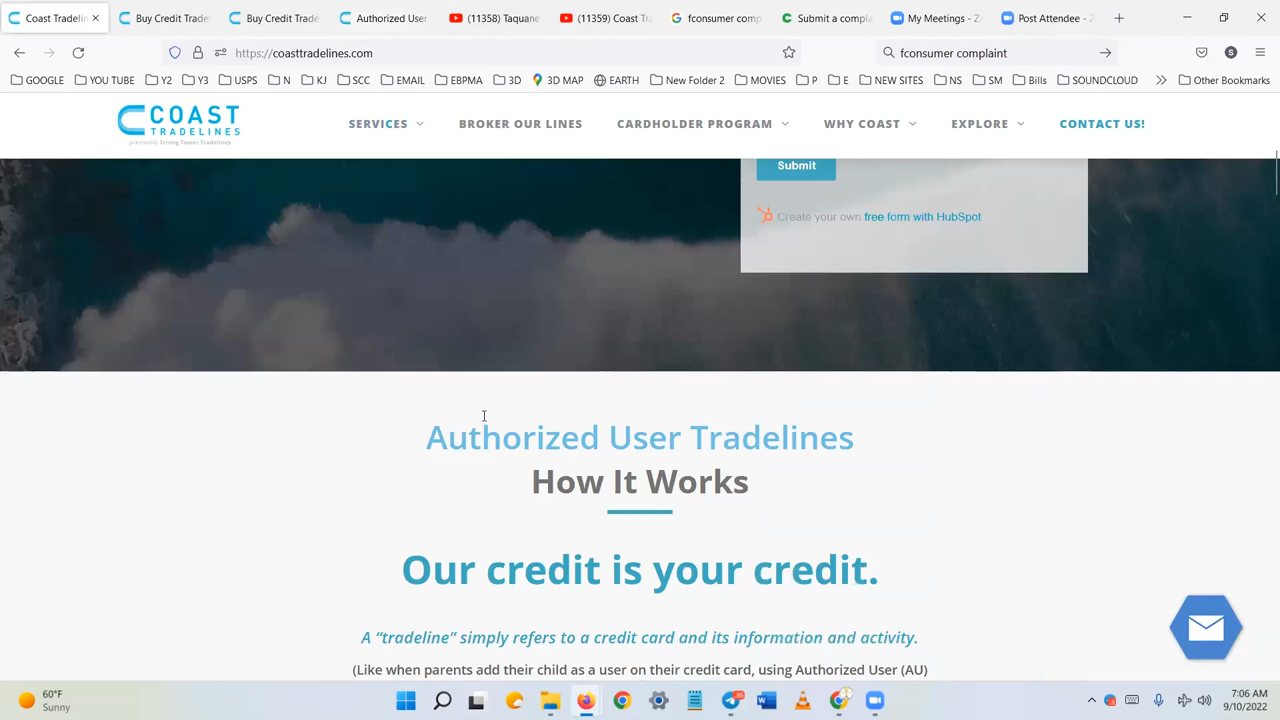 Coast Tradelin
Buy Credit Tradel
Buy Credit Trade
Authorized User
(11358) Taquane
(11359) Coast Tra
fconsumer comp
Submit a compla
My Meetings - Z
Post Attendee - Z
https://coasttradelines.com
fconsumer complaint
GOOGLE
YOU TUBE
Y2
Y3
USPS
N
KJ
SCC
EMAIL
EBPMA
3D
3D MAP
EARTH
New Folder 2
MOVIES
P
E
NEW SITES
NS
SM
Bills
SOUNDCLOUD
Other Bookmarks
COAST
TRADELINES
previously Strong Tower Tradelines
SERVICES
BROKER OUR LINES
CARDHOLDER PROGRAM
WHY COAST
EXPLORE
CONTACT US!
Submit
Create your own free form with HubSpot
Authorized User Tradelines
How It Works
Our credit is your credit.
A “tradeline” simply refers to a credit card and its information and activity.
(Like when parents add their child as a user on their credit card, using Authorized User (AU)
60°F
Sunny
7:06 AM
9/10/2022